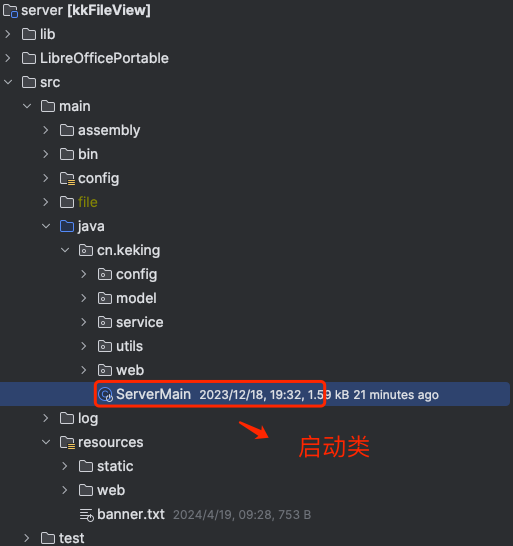 server [kkFileView]
lib
LibreOfficePortable
src
main
assembly
bin
config
file
java
cn.keking
config
model
service
utils
web
ServerMain 2023/12/18, 19:32, 1.59 kB 21 minutes ago
log
启动类
resources
static
web
banner.txt 2024/4/19, 09:28, 753 B
test